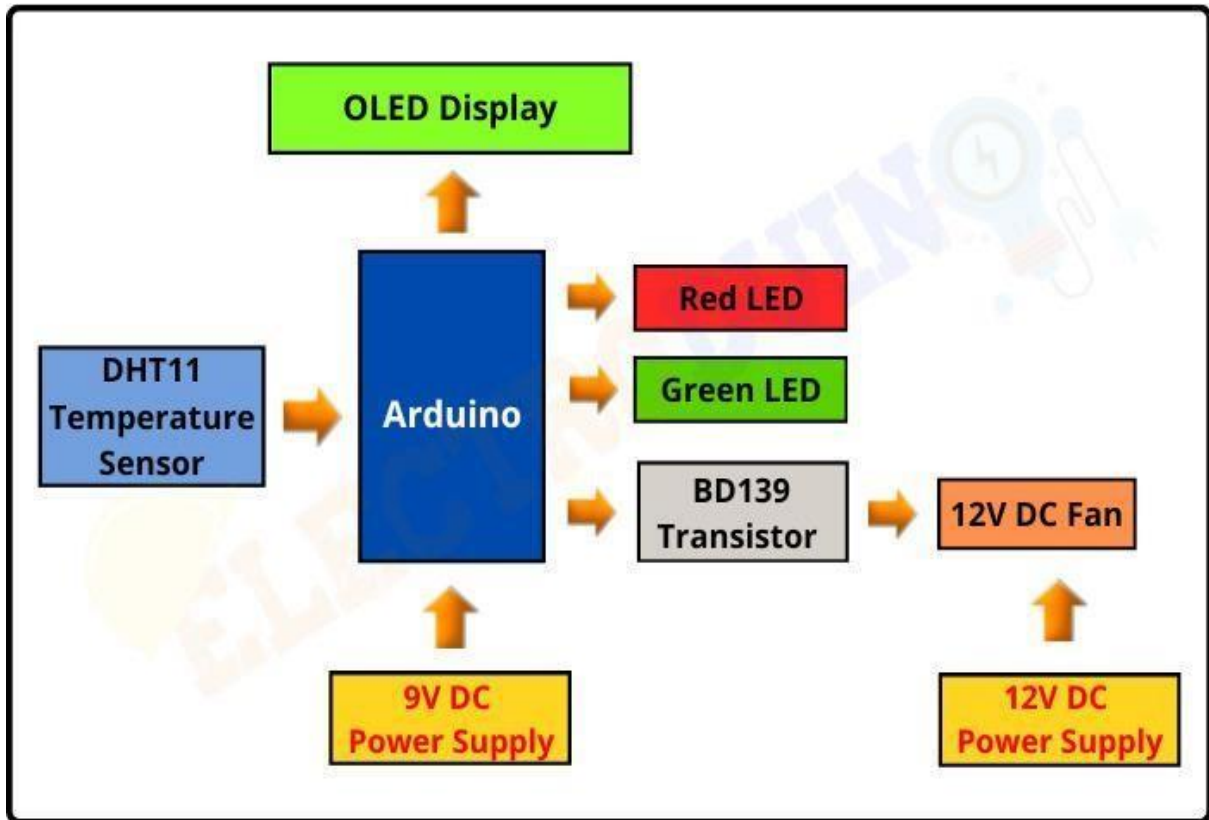 OLED Display
Red LED
Green LED
DHT11
Temperature
Sensor
Arduino
BD139
Transistor
12V DC Fan
9V DC
Power Supply
12V DC
Power Supply